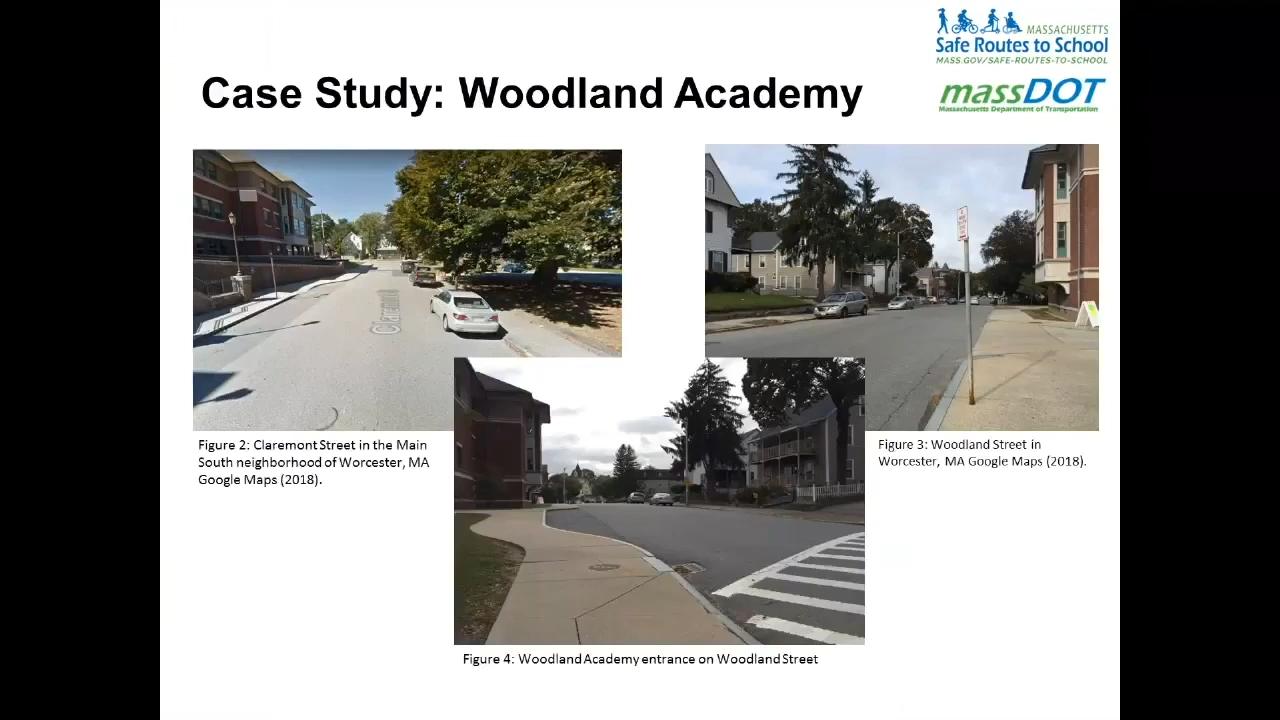 MASSACHUSETTS
Safe Routes to School
MASS.GOV/SAFE-ROUTES-TO-SCHOOL
massDOT
Massachusetts Department of Transportation
Case Study: Woodland Academy
Figure 2: Claremont Street in the Main
South neighborhood of Worcester, MA
Google Maps (2018).
Figure 3: Woodland Street in
Worcester, MA Google Maps (2018).
Figure 4: Woodland Academy entrance on Woodland Street